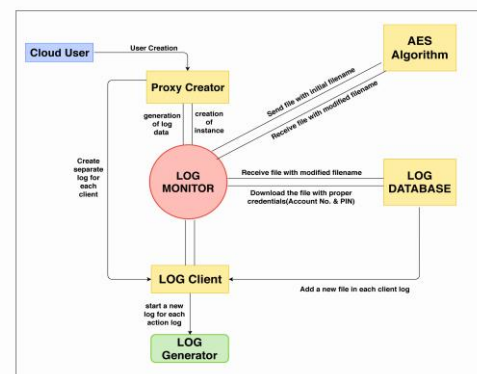 Cloud User
User Creation
AES
Algorithm
Proxy Creator
Send file with initial filename
Receive file with modified filename
generation
of log
data
creation
of
instance
Create
separate
log for
each
client
LOG
MONITOR
Receive file with modified filename
Download the file with proper
credentials(Account No. & PIN)
LOG
DATABASE
LOG Client
Add a new file in each client log
start a new
log for each
action log
LOG
Generator